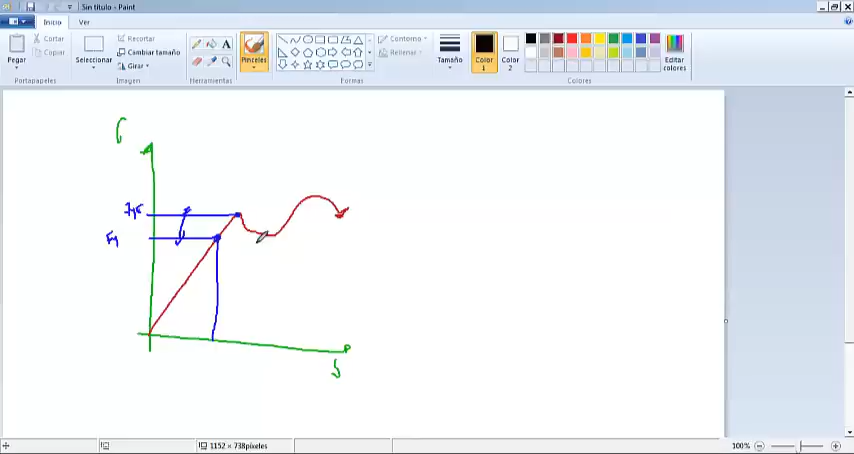 Sin título - Paint
Inicio Ver
Pegar
Cortar
Copiar
Portapapeles
Seleccionar
Recortar
Cambiar tamaño
Girar
Imagen
A
Herramientas
Pinceles
Contorno
Rellenar
Formas
Tamaño
Color 1
Color 2
Editar colores
Colores
1152 × 738píxeles
100%